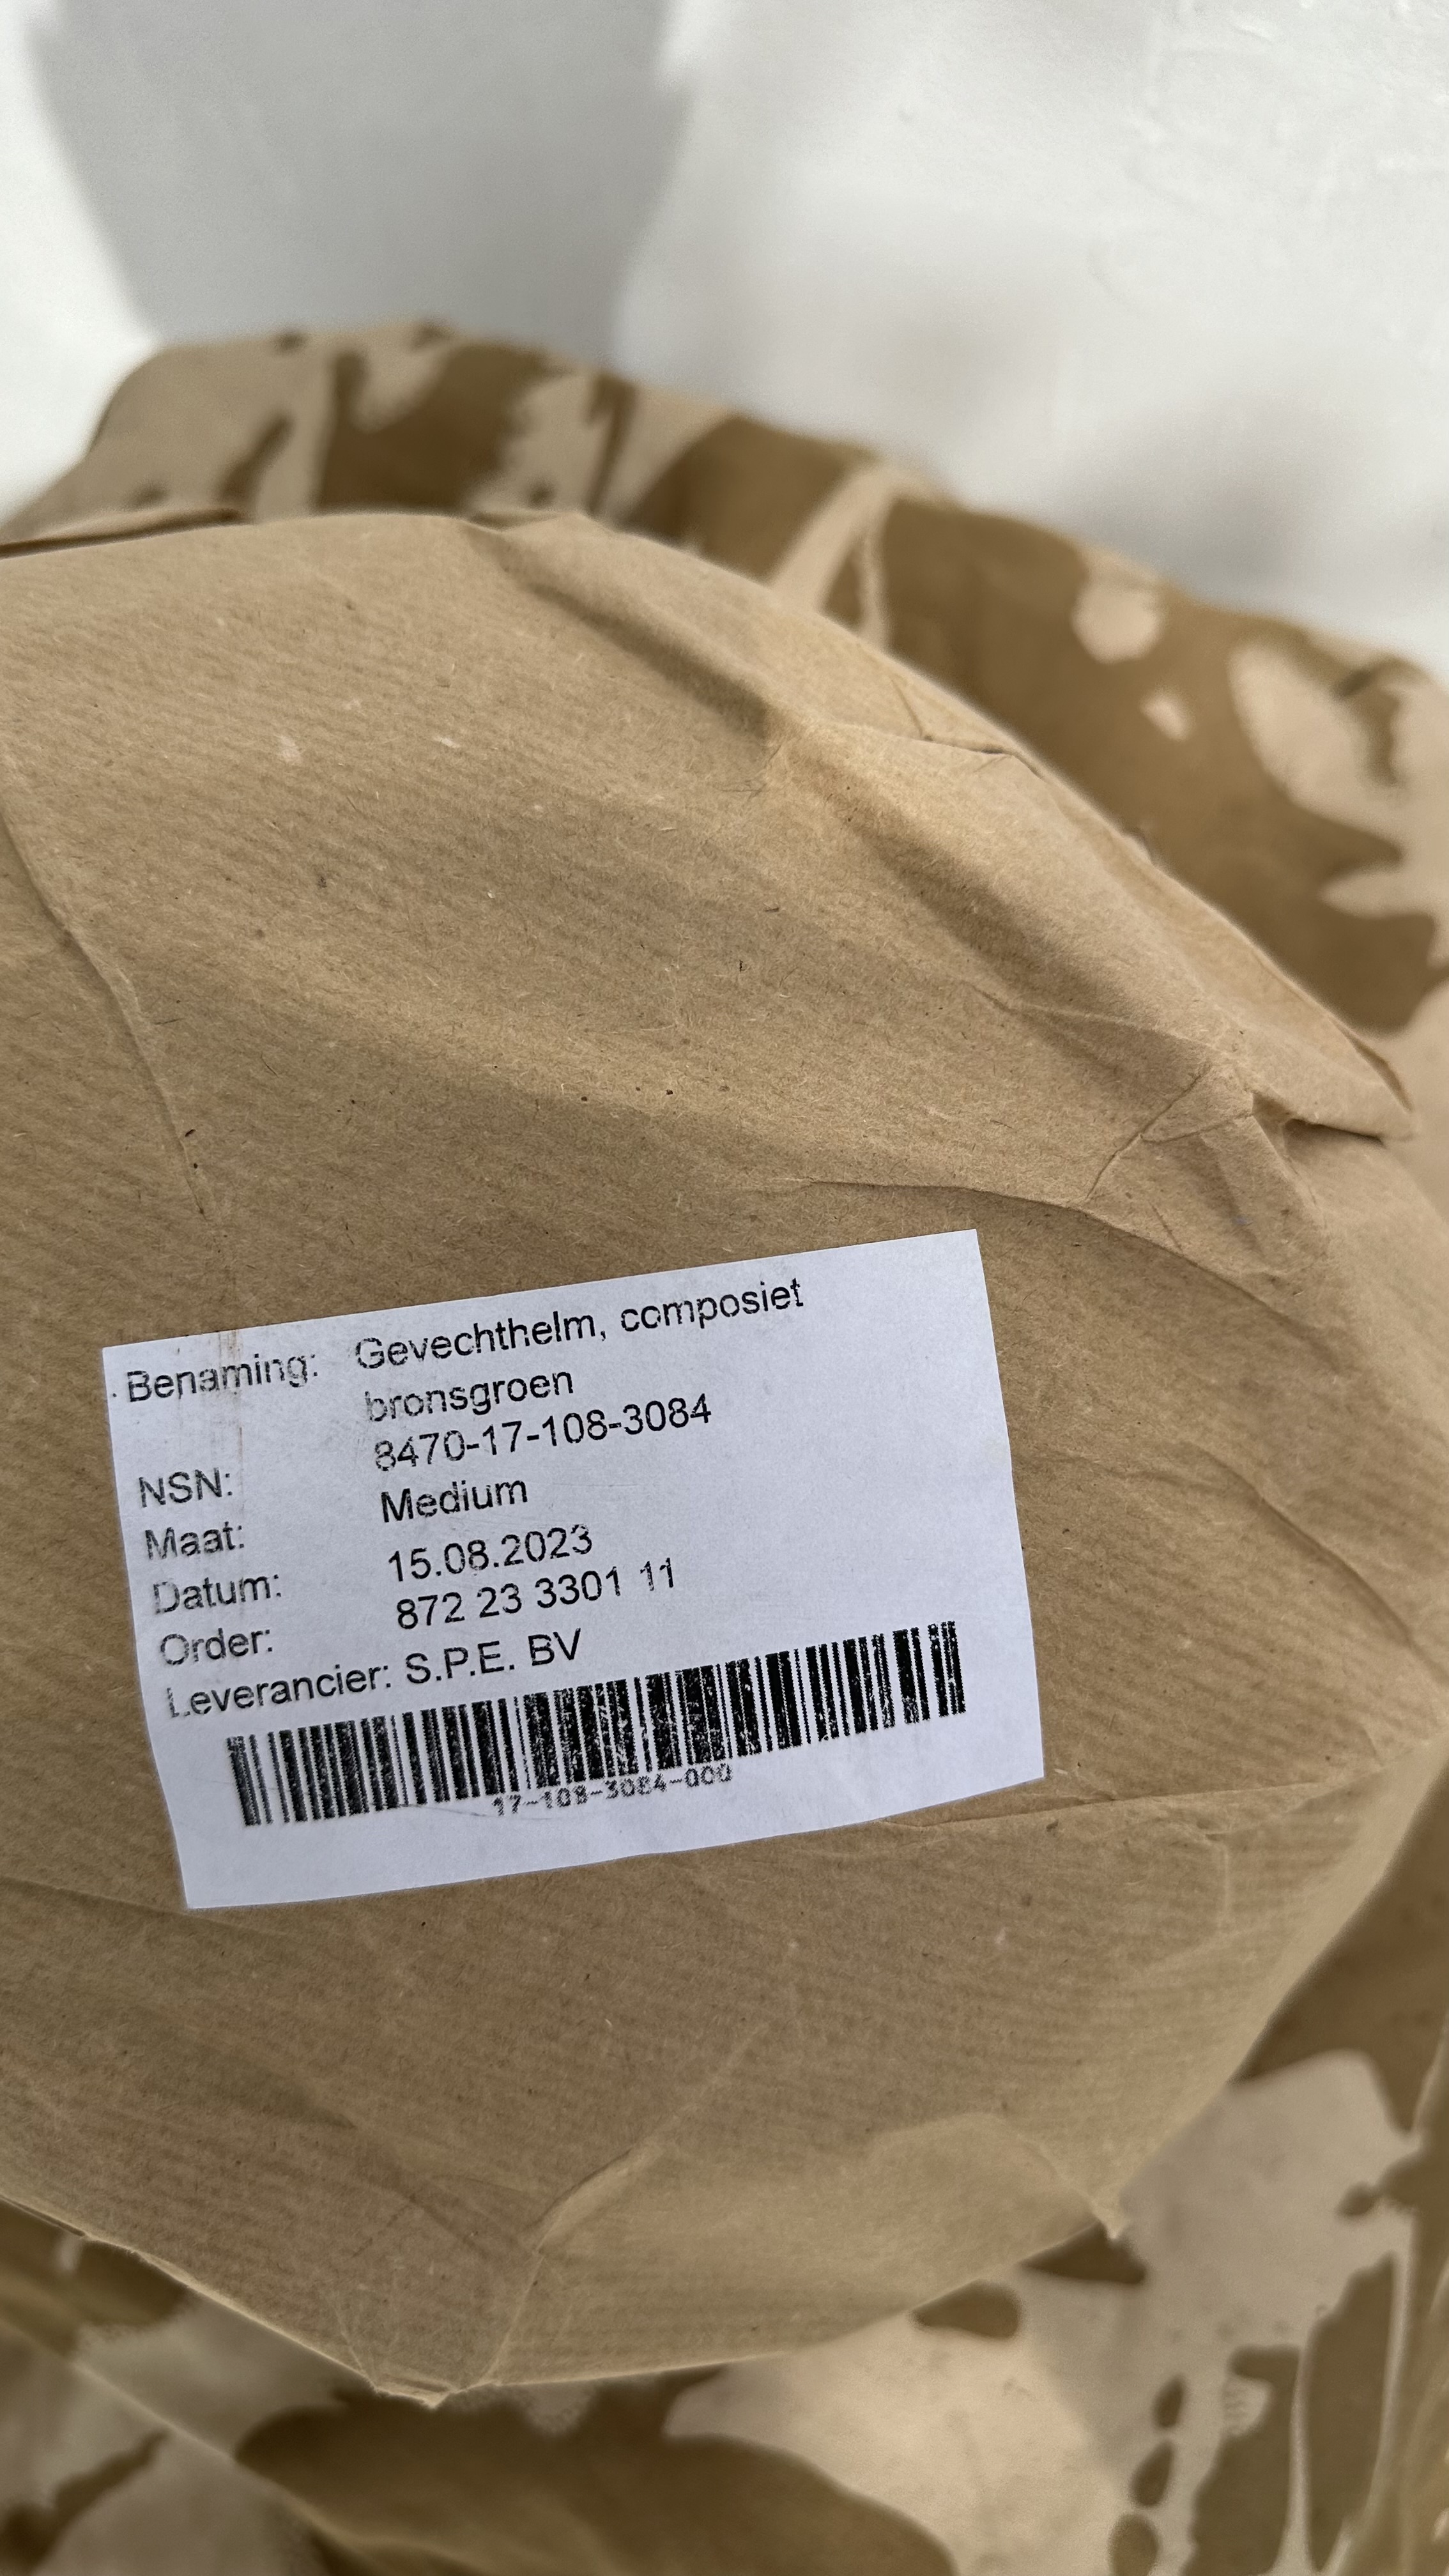 Benaming: Gevechthelm, composiet
bronsgroen
NSN: 8470-17-108-3084
Maat: Medium
Datum: 15.08.2023
Order: 872 23 3301 11
Leverancier: S.P.E. BV
17-108-3084-000